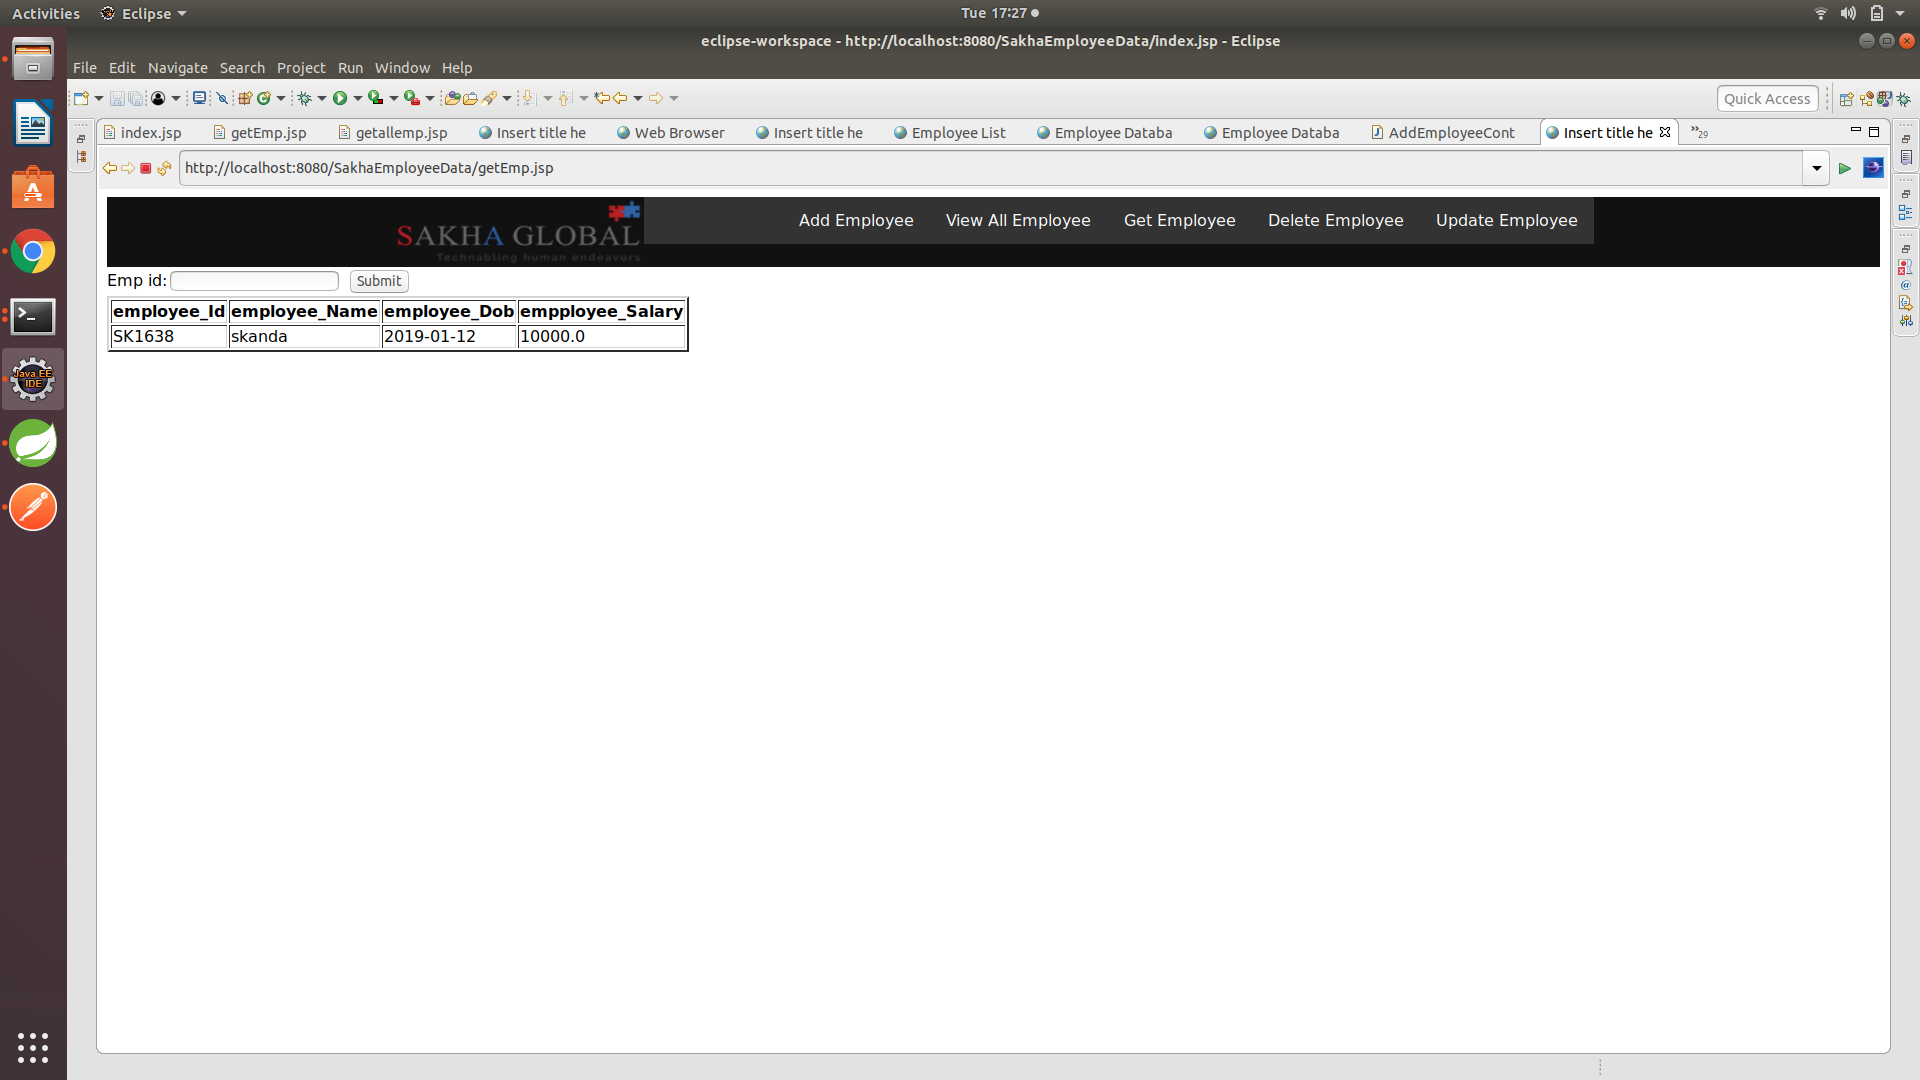 Activities Eclipse Tue 17:27
eclipse-workspace - http://localhost:8080/SakhaEmployeeData/index.jsp - Eclipse
File Edit Navigate Search Project Run Window Help
Quick Access
index.jsp getEmp.jsp getallemp.jsp Insert title he Web Browser Insert title he Employee List Employee Databa Employee Databa AddEmployeeCont Insert title he »29
http://localhost:8080/SakhaEmployeeData/getEmp.jsp
SAKHA GLOBAL
Technabling human endeavors
Add Employee View All Employee Get Employee Delete Employee Update Employee
Emp id: Submit
employee_Id employee_Name employee_Dob empployee_Salary
SK1638 skanda 2019-01-12 10000.0
Java EE
IDE